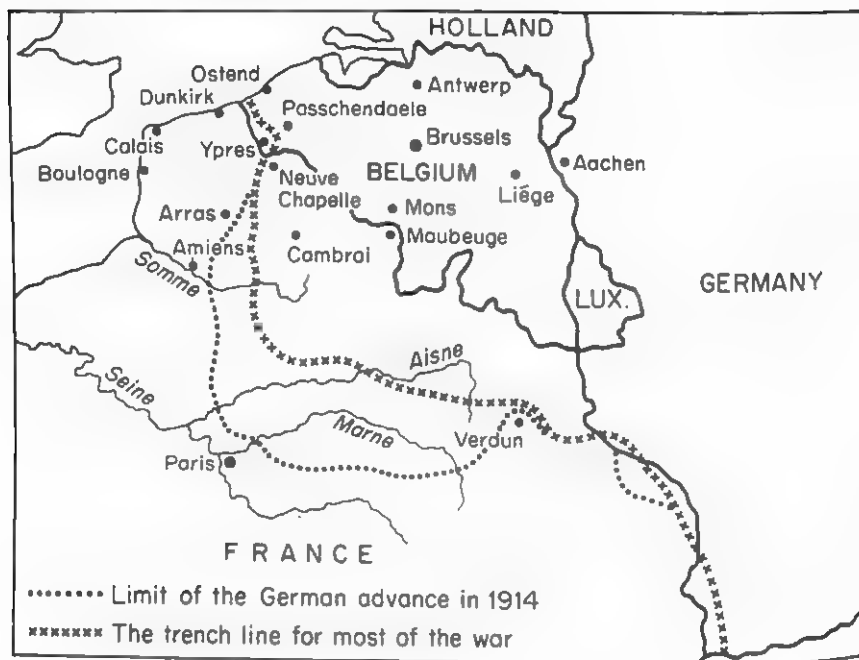 HOLLAND
Ostend
Antwerp
Dunkirk
Passchendaele
Calais
Ypres
Brussels
Boulogne
Neuve
Chapelle
BELGIUM
Aachen
Liége
Arras
Mons
Amiens
Cambrai
Maubeuge
Somme
LUX.
GERMANY
Aisne
Seine
Marne
Verdun
Paris
FRANCE
Limit of the German advance in 1914
The trench line for most of the war